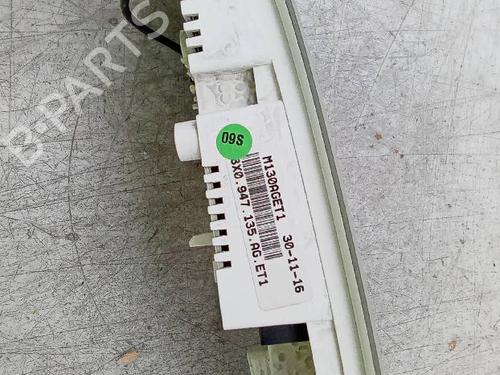 B-PARTS
S60
M130AGET1 30-11-16
8X0.947.135.AG.ET1